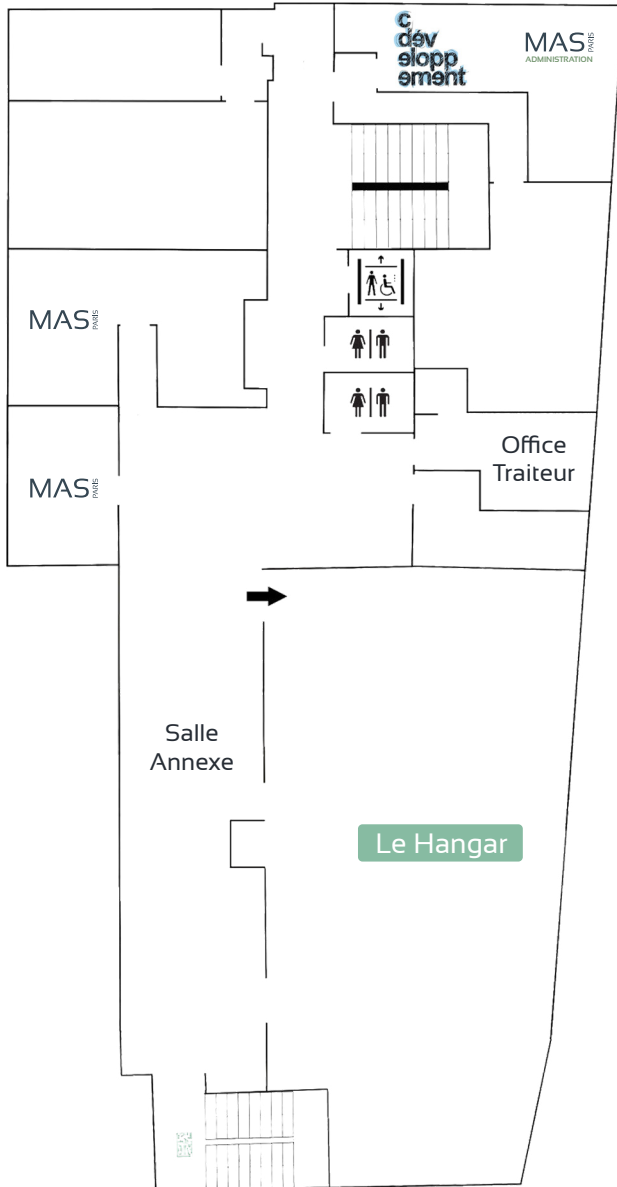 c
dév
elopp
ement
MAS PARIS
ADMINISTRATION
MAS PARIS
MAS PARIS
Office
Traiteur
Salle
Annexe
Le Hangar